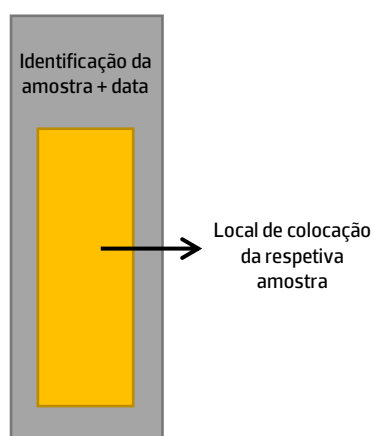 Identificação da
amostra + data
Local de colocação
da respetiva
amostra